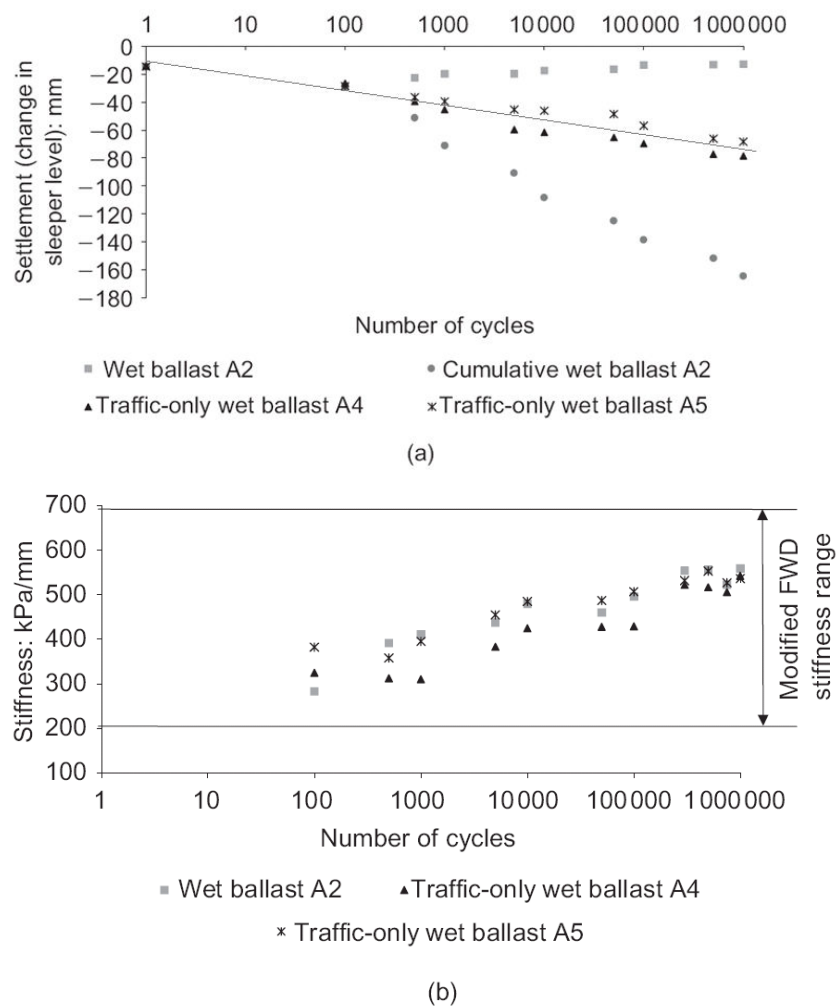 1 10 100 1000 10 000 100 000 1 000 000
0
−20
−40
−60
−80
−100
−120
−140
−160
−180
Settlement (change in
sleeper level): mm
Number of cycles
Wet ballast A2
Cumulative wet ballast A2
Traffic-only wet ballast A4
Traffic-only wet ballast A5
(a)
700
600
500
400
300
200
100
Stiffness: kPa/mm
Modified FWD
stiffness range
1 10 100 1000 10 000 100 000 1 000 000
Number of cycles
Wet ballast A2
Traffic-only wet ballast A4
Traffic-only wet ballast A5
(b)